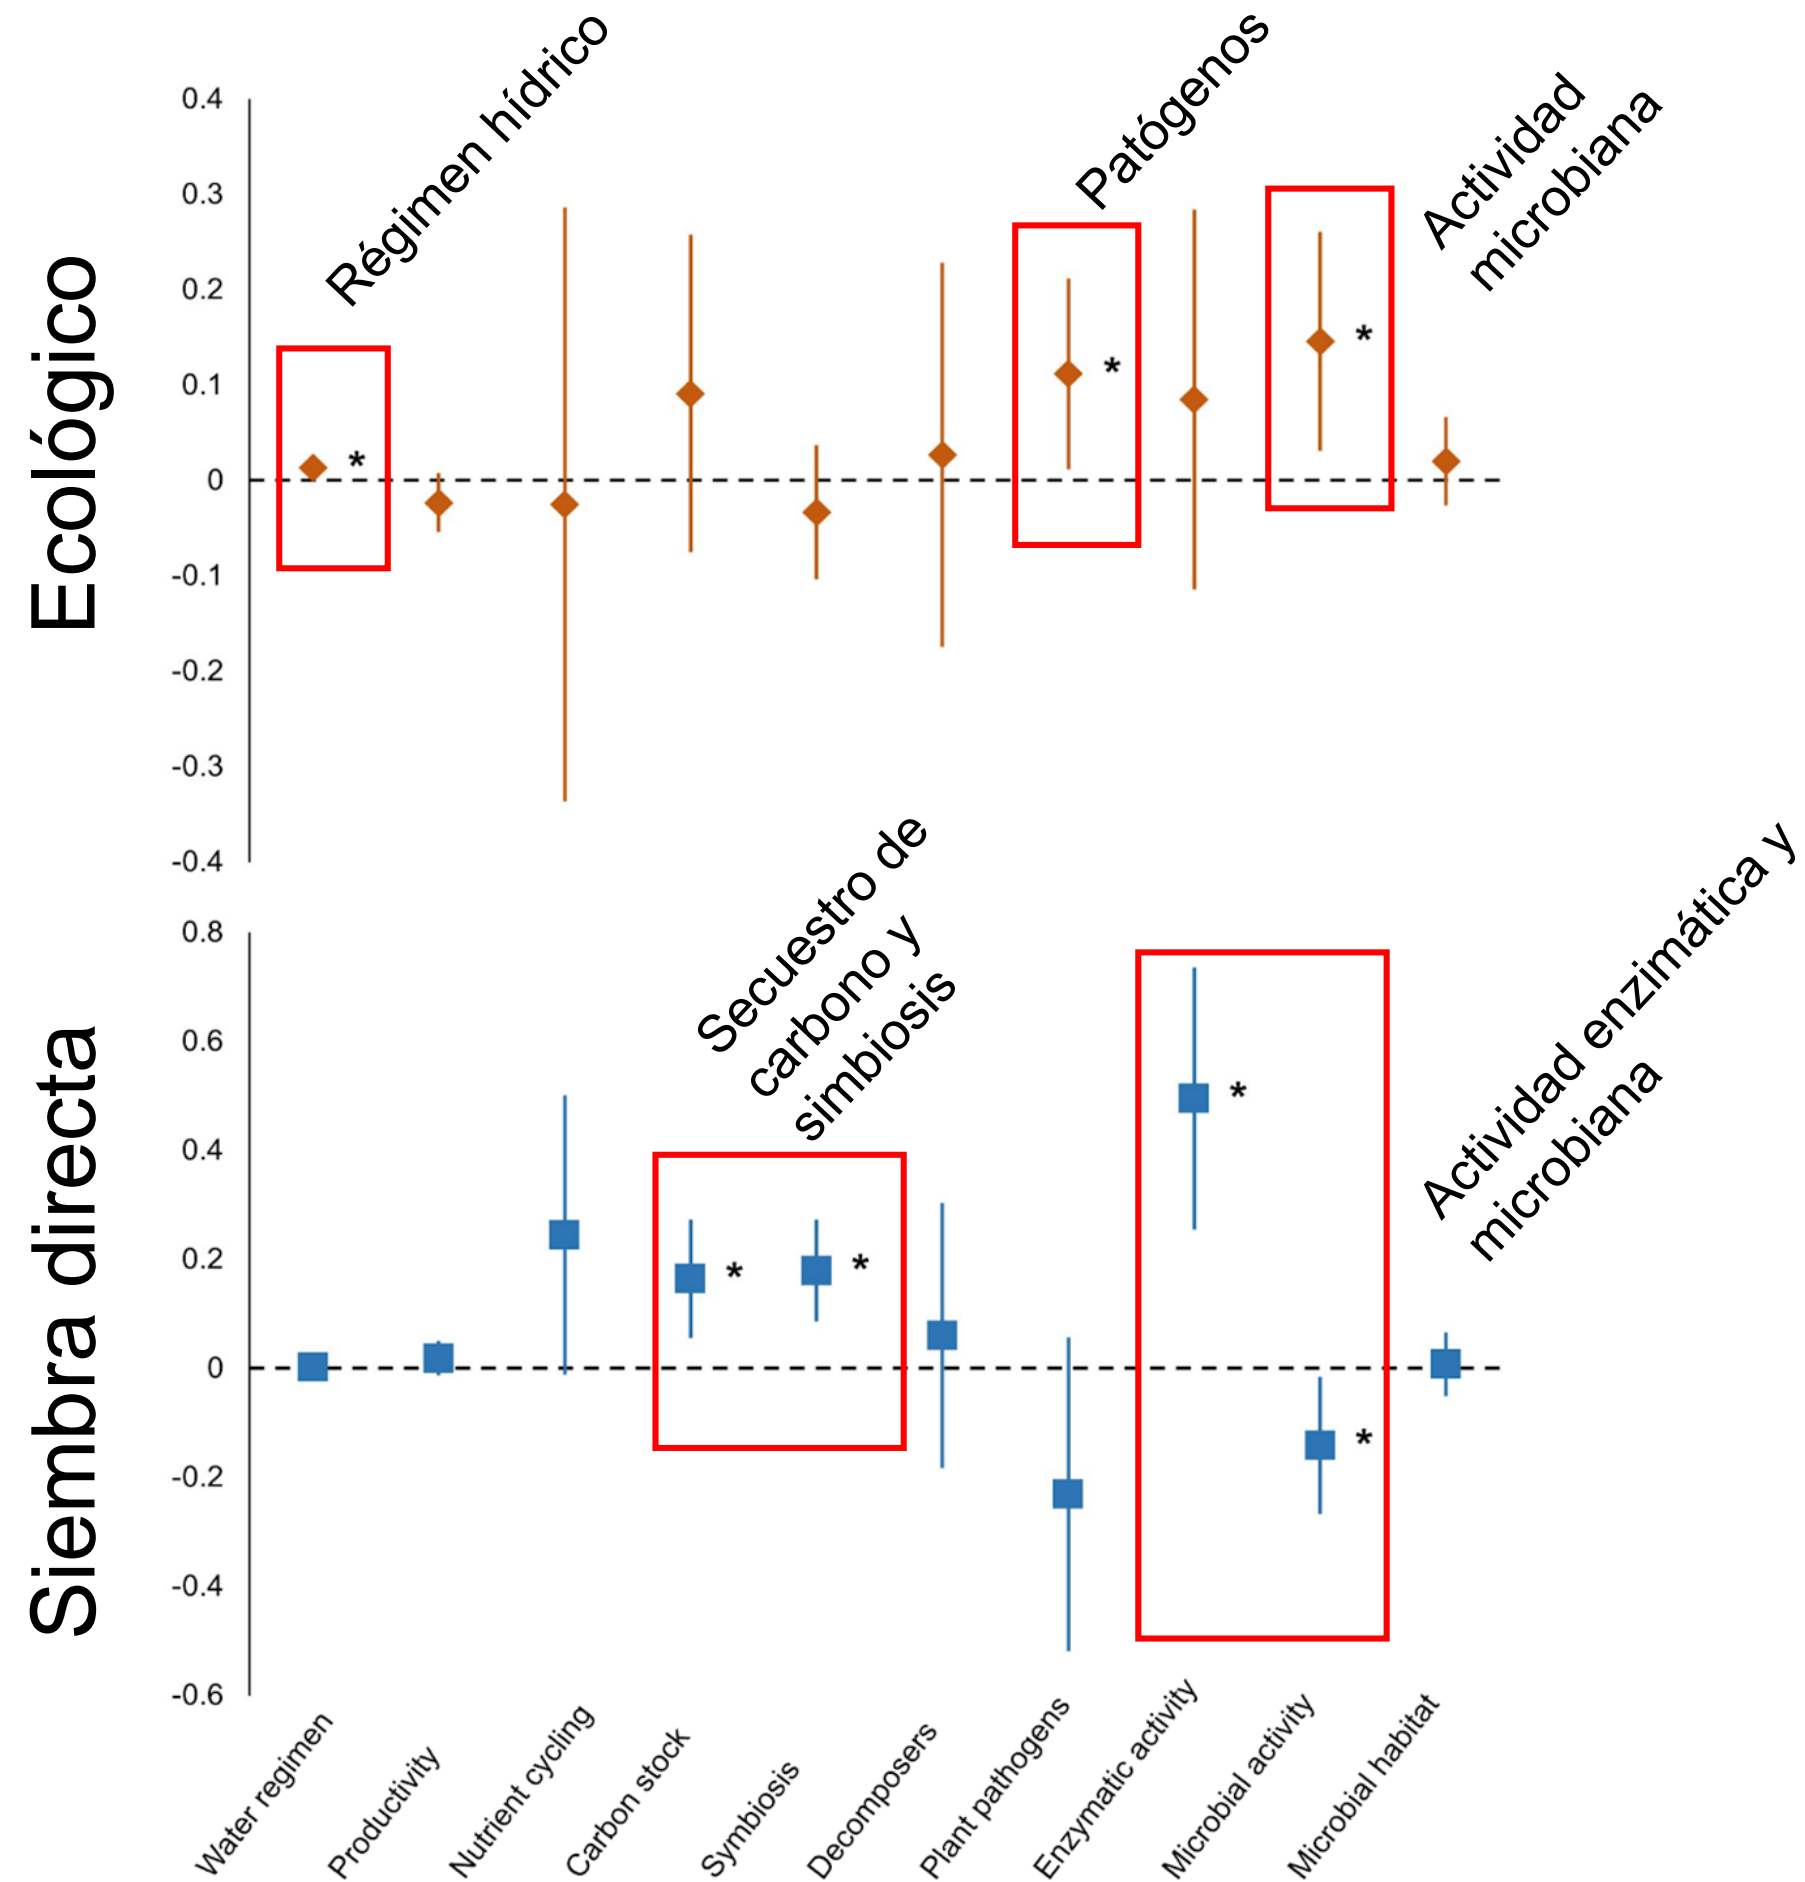 Ecológico
Régimen hídrico
Patógenos
Actividad
microbiana
0.4
0.3
0.2
0.1
0
-0.1
-0.2
-0.3
-0.4
*
*
*
Siembra directa
Secuestro de
carbono y
simbiosis
Actividad enzimática y
microbiana
0.8
0.6
0.4
0.2
0
-0.2
-0.4
-0.6
*
*
*
*
Water regimen
Productivity
Nutrient cycling
Carbon stock
Symbiosis
Decomposers
Plant pathogens
Enzymatic activity
Microbial activity
Microbial habitat